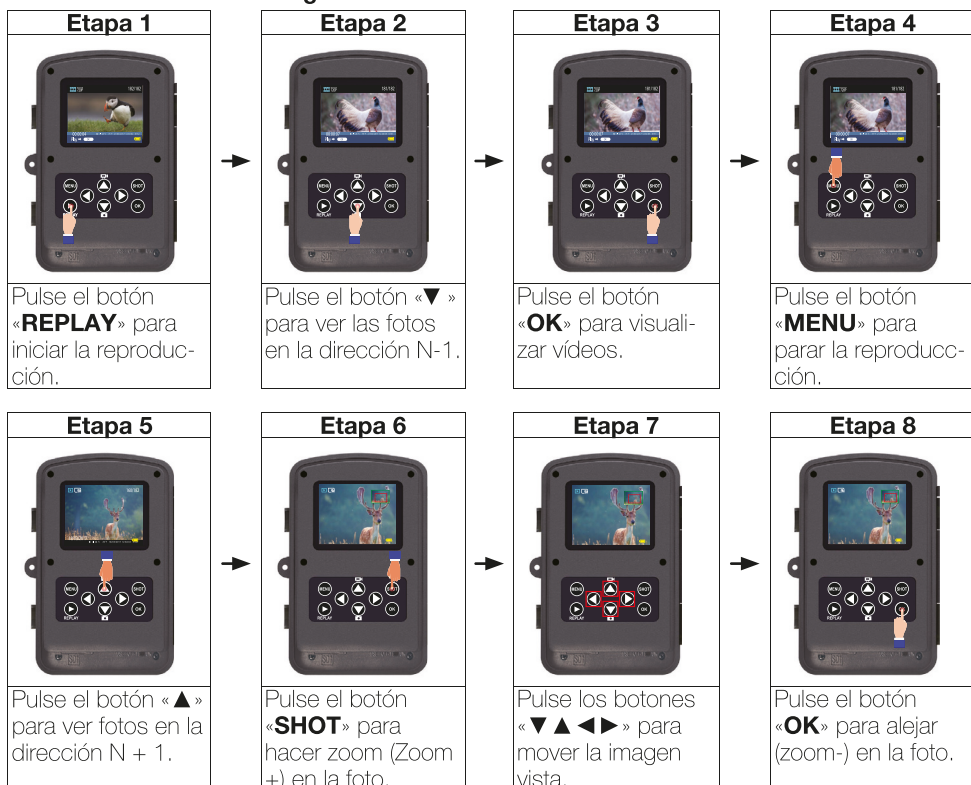 Etapa 1
Pulse el botón
«REPLAY» para
iniciar la reproduc-
ción.
Etapa 2
Pulse el botón «▼ »
para ver las fotos
en la dirección N-1.
Etapa 3
Pulse el botón
«OK» para visuali-
zar vídeos.
Etapa 4
Pulse el botón
«MENU» para
parar la reproducc-
ción.
Etapa 5
Pulse el botón «▲»
para ver fotos en la
dirección N + 1.
Etapa 6
Pulse el botón
«SHOT» para
hacer zoom (Zoom
+) en la foto.
Etapa 7
Pulse los botones
«▼▲◀▶» para
mover la imagen
vista.
Etapa 8
Pulse el botón
«OK» para alejar
(zoom-) en la foto.
MENU
SHOT
OK
REPLAY